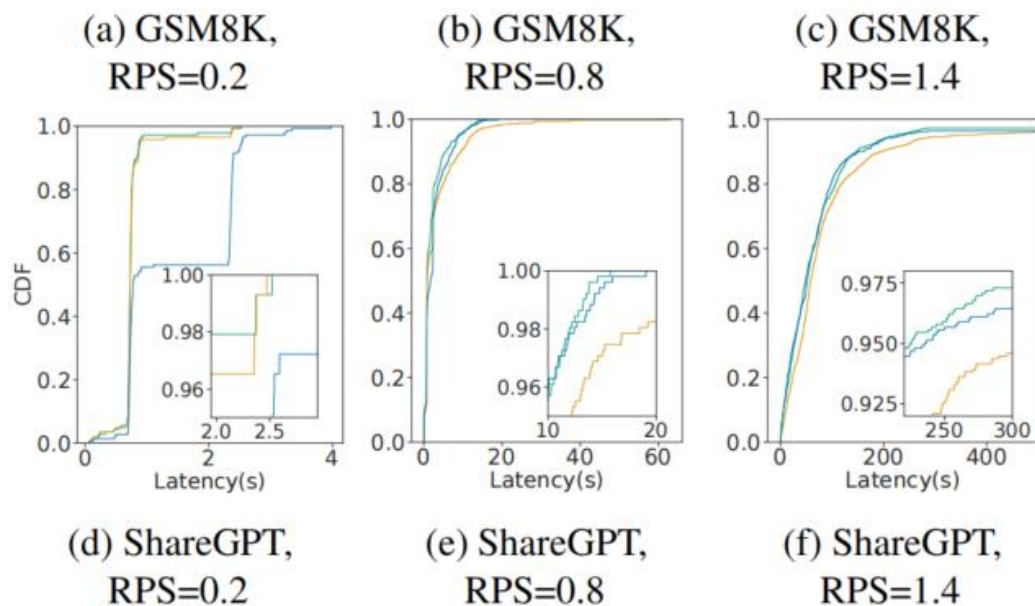 (a) GSM8K, (b) GSM8K, (c) GSM8K,
RPS=0.2 RPS=0.8 RPS=1.4
1.0 0.8 0.6 0.4 0.2 0.0
CDF
1.00 0.98 0.96
2.0 2.5
0 2 4
Latency(s)
1.0 0.8 0.6 0.4 0.2 0.0
1.00 0.98 0.96
10 20
0 20 40 60
Latency(s)
1.0 0.8 0.6 0.4 0.2 0.0
0.975 0.950 0.925
250 300
0 200 400
Latency(s)
(d) ShareGPT, (e) ShareGPT, (f) ShareGPT,
RPS=0.2 RPS=0.8 RPS=1.4